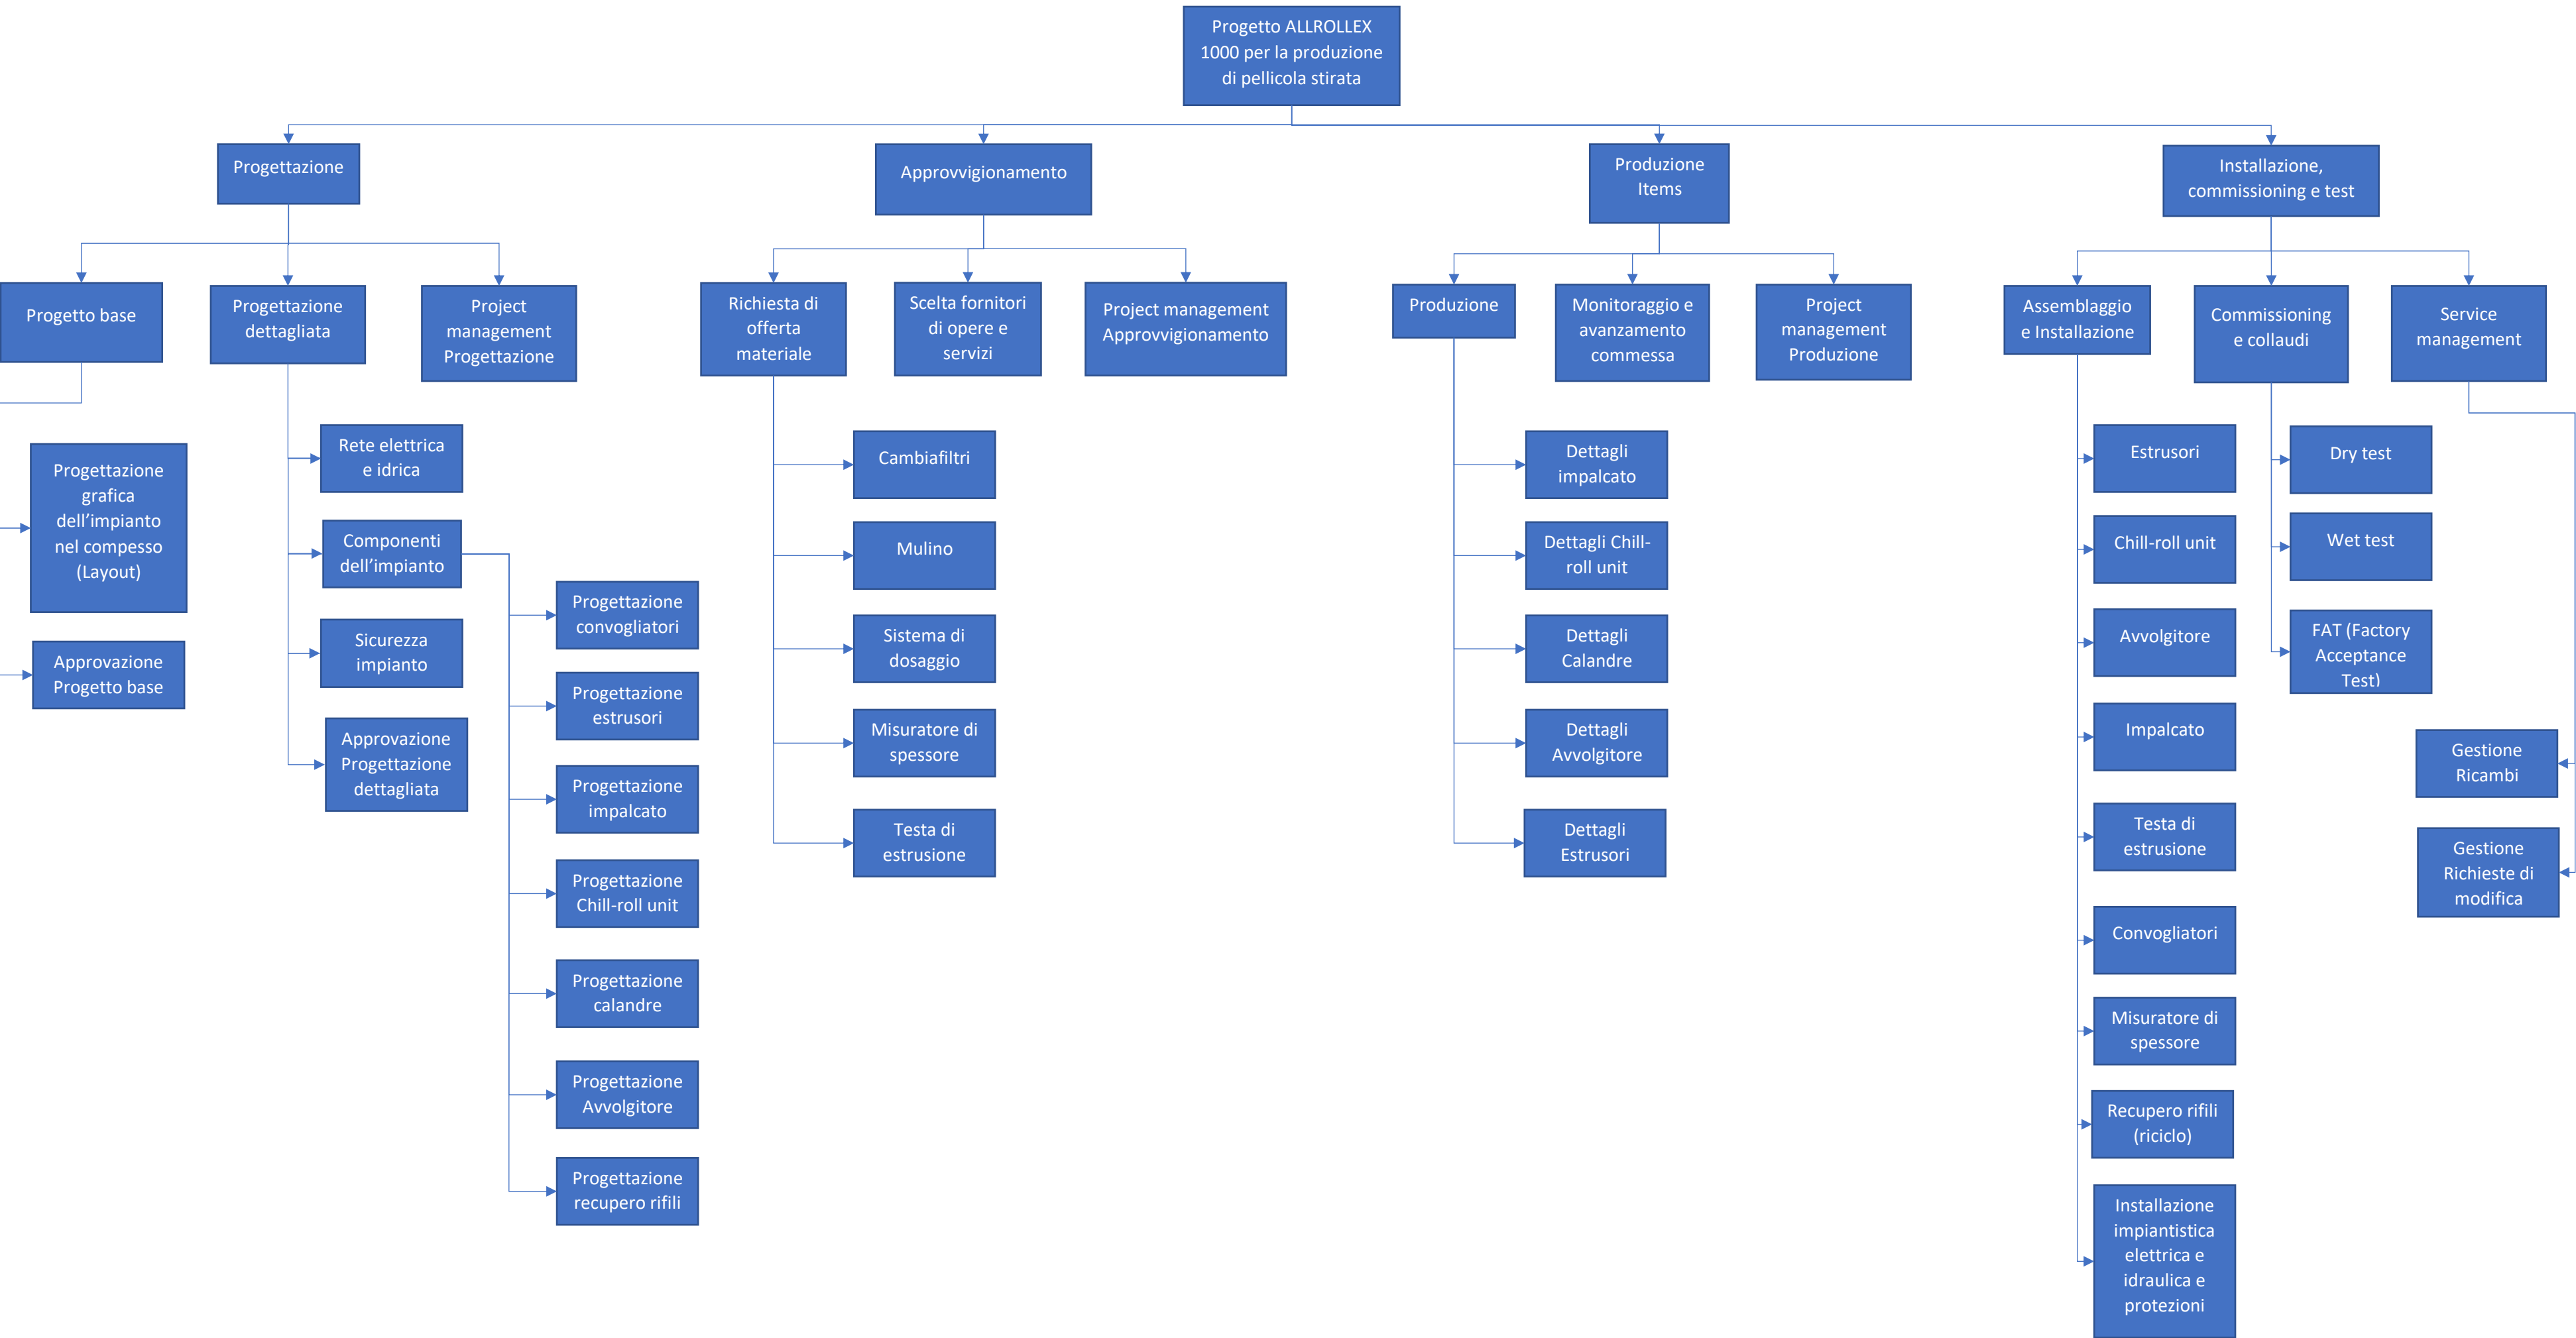 Progetto ALLROLLEX
1000 per la produzione
di pellicola stirata
Progettazione
Approvvigionamento
Produzione
Items
Installazione,
commissioning e test
Progetto base
Progettazione
dettagliata
Project
management
Progettazione
Richiesta di
offerta
materiale
Scelta fornitori
di opere e
servizi
Project management
Approvvigionamento
Produzione
Monitoraggio e
avanzamento
commessa
Project
management
Produzione
Assemblaggio
e Installazione
Commissioning
e collaudi
Service
management
Progettazione
grafica
dell’impianto
nel compesso
(Layout)
Approvazione
Progetto base
Rete elettrica
e idrica
Componenti
dell’impianto
Sicurezza
impianto
Approvazione
Progettazione
dettagliata
Progettazione
convogliatori
Progettazione
estrusori
Progettazione
impalcato
Progettazione
Chill-roll unit
Progettazione
calandre
Progettazione
Avvolgitore
Progettazione
recupero rifili
Cambiafiltri
Mulino
Sistema di
dosaggio
Misuratore di
spessore
Testa di
estrusione
Dettagli
impalcato
Dettagli Chill-
roll unit
Dettagli
Calandre
Dettagli
Avvolgitore
Dettagli
Estrusori
Estrusori
Chill-roll unit
Avvolgitore
Impalcato
Testa di
estrusione
Convogliatori
Misuratore di
spessore
Recupero rifili
(riciclo)
Installazione
impiantistica
elettrica e
idraulica e
protezioni
Dry test
Wet test
FAT (Factory
Acceptance
Test)
Gestione
Ricambi
Gestione
Richieste di
modifica